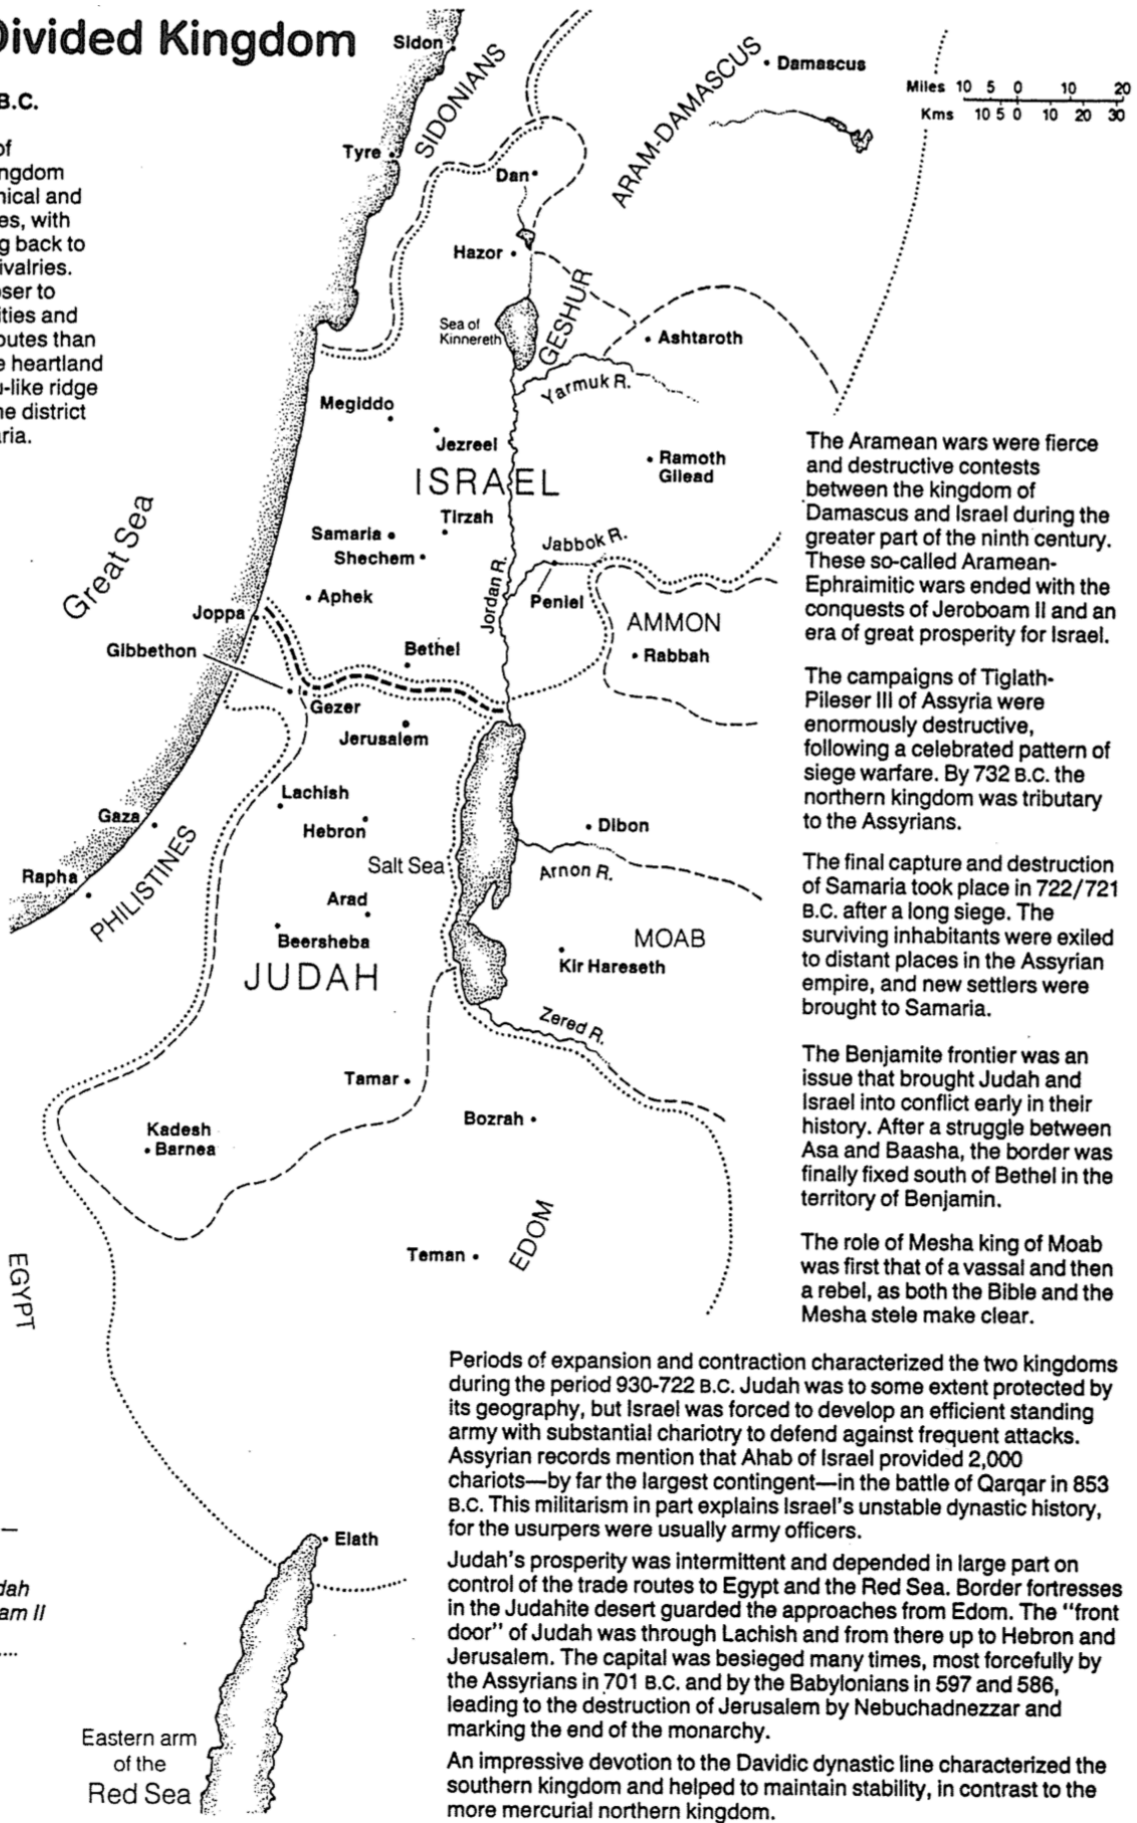 Divided Kingdom
B.C.
of
ngdom
nical and
es, with
g back to
ivalries.
ser to
ities and
outes than
e heartland
u-like ridge
he district
aria.
Sidon
SIDONIANS
Tyre
Dan
Hazor
ARAM-DAMASCUS
Damascus
Miles 10 5 0 10 20
Kms 10 5 0 10 20 30
Sea of
Kinnereth
GESHUR
Ashtaroth
Yarmuk R.
Megiddo
Jezreel
ISRAEL
Ramoth
Gilead
Great Sea
Samaria
Tirzah
Shechem
Jabbok R.
Jordan R.
Aphek
Peniel
Joppa
AMMON
Gibbethon
Bethel
Rabbah
Gezer
Jerusalem
Lachish
Gaza
Hebron
Dibon
Salt Sea
Arnon R.
Rapha
PHILISTINES
Arad
Beersheba
MOAB
Kir Hareseth
JUDAH
Zered R.
Tamar
Bozrah
Kadesh
Barnea
Teman
EDOM
EGYPT
Elath
dah
am II
Eastern arm
of the
Red Sea
The Aramean wars were fierce
and destructive contests
between the kingdom of
Damascus and Israel during the
greater part of the ninth century.
These so-called Aramean-
Ephraimitic wars ended with the
conquests of Jeroboam II and an
era of great prosperity for Israel.
The campaigns of Tiglath-
Pileser III of Assyria were
enormously destructive,
following a celebrated pattern of
siege warfare. By 732 B.C. the
northern kingdom was tributary
to the Assyrians.
The final capture and destruction
of Samaria took place in 722/721
B.C. after a long siege. The
surviving inhabitants were exiled
to distant places in the Assyrian
empire, and new settlers were
brought to Samaria.
The Benjamite frontier was an
issue that brought Judah and
Israel into conflict early in their
history. After a struggle between
Asa and Baasha, the border was
finally fixed south of Bethel in the
territory of Benjamin.
The role of Mesha king of Moab
was first that of a vassal and then
a rebel, as both the Bible and the
Mesha stele make clear.
Periods of expansion and contraction characterized the two kingdoms
during the period 930-722 B.C. Judah was to some extent protected by
its geography, but Israel was forced to develop an efficient standing
army with substantial chariotry to defend against frequent attacks.
Assyrian records mention that Ahab of Israel provided 2,000
chariots—by far the largest contingent—in the battle of Qarqar in 853
B.C. This militarism in part explains Israel's unstable dynastic history,
for the usurpers were usually army officers.
Judah's prosperity was intermittent and depended in large part on
control of the trade routes to Egypt and the Red Sea. Border fortresses
in the Judahite desert guarded the approaches from Edom. The "front
door" of Judah was through Lachish and from there up to Hebron and
Jerusalem. The capital was besieged many times, most forcefully by
the Assyrians in 701 B.C. and by the Babylonians in 597 and 586,
leading to the destruction of Jerusalem by Nebuchadnezzar and
marking the end of the monarchy.
An impressive devotion to the Davidic dynastic line characterized the
southern kingdom and helped to maintain stability, in contrast to the
more mercurial northern kingdom.